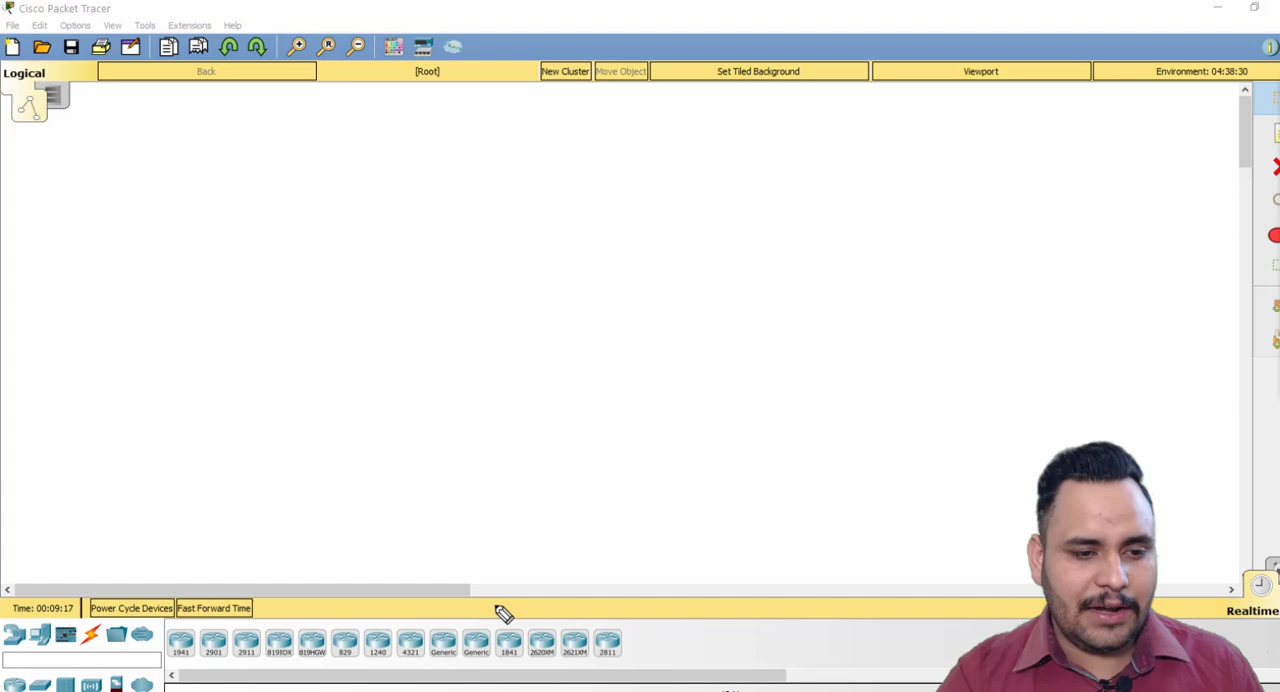 Cisco Packet Tracer
File Edit Options View Tools Extensions Help
Logical Back [Root] New Cluster Move Object Set Tiled Background Viewport Environment: 04:38:30
Time: 00:09:17 Power Cycle Devices Fast Forward Time
Realtime
1941 2901 2911 819IOX 819HGW 829 1240 4321 Generic Generic 1841 2620XM 2621XM 2811